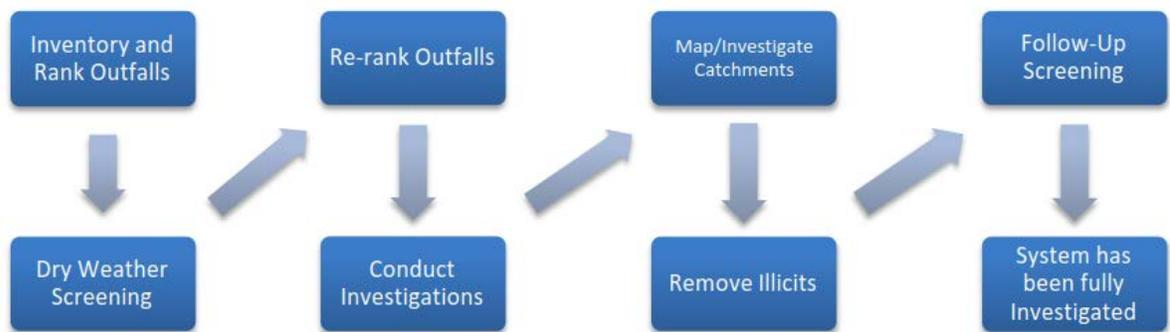 Inventory and
Rank Outfalls
Dry Weather
Screening
Re-rank Outfalls
Conduct
Investigations
Map/Investigate
Catchments
Remove Illicits
Follow-Up
Screening
System has
been fully
Investigated